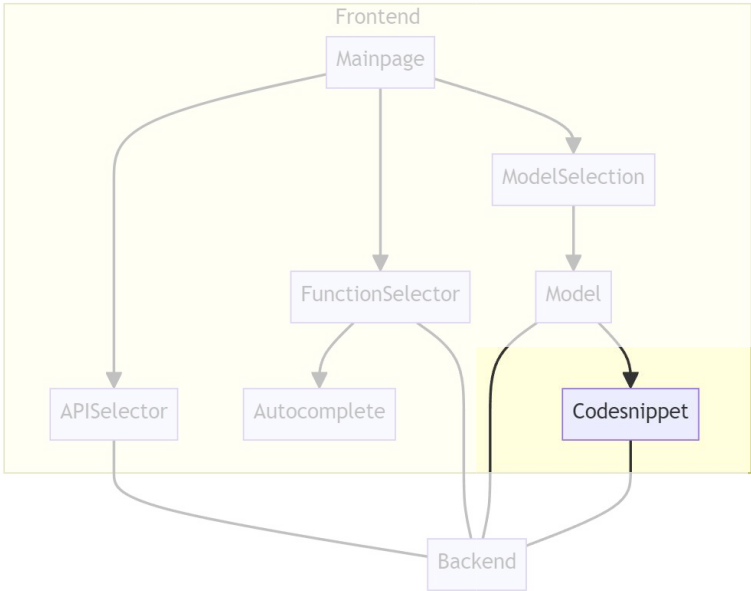 Frontend
Mainpage
ModelSelection
FunctionSelector
Model
APISelector
Autocomplete
Codesnippet
Backend